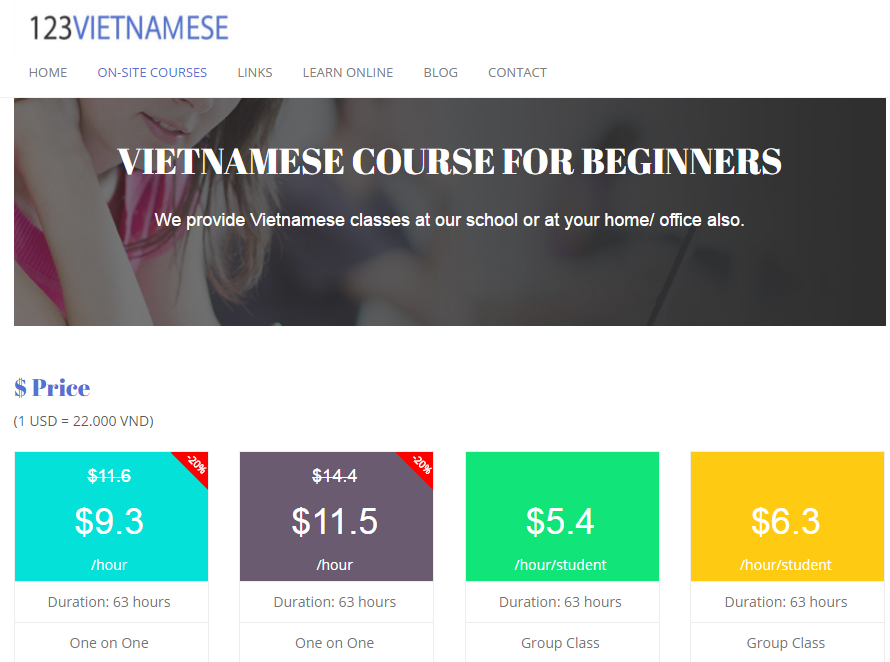 123VIETNAMESE
HOME ON-SITE COURSES LINKS LEARN ONLINE BLOG CONTACT
VIETNAMESE COURSE FOR BEGINNERS
We provide Vietnamese classes at our school or at your home/ office also.
$ Price
(1 USD = 22.000 VND)
-20%
$11.6
$9.3
/hour
Duration: 63 hours
One on One
-20%
$14.4
$11.5
/hour
Duration: 63 hours
One on One
$5.4
/hour/student
Duration: 63 hours
Group Class
$6.3
/hour/student
Duration: 63 hours
Group Class